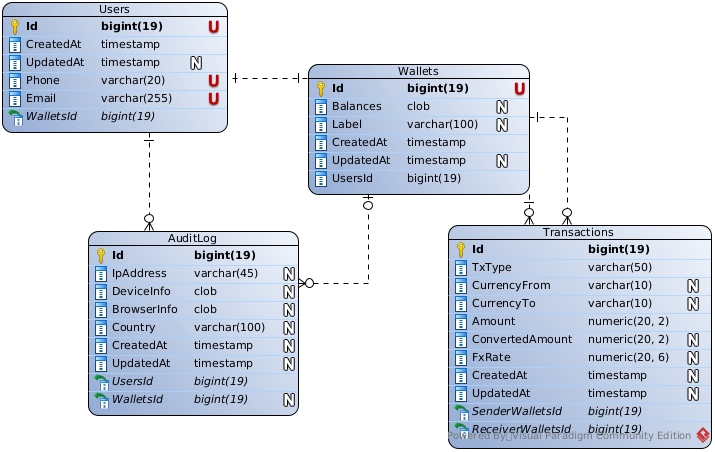 Users
Id bigint(19) U
CreatedAt timestamp
UpdatedAt timestamp N
Phone varchar(20) U
Email varchar(255) U
WalletsId bigint(19)
Wallets
Id bigint(19) U
Balances clob N
Label varchar(100) N
CreatedAt timestamp
UpdatedAt timestamp N
UsersId bigint(19)
AuditLog
Id bigint(19)
IpAddress varchar(45) N
DeviceInfo clob N
BrowserInfo clob N
Country varchar(100) N
CreatedAt timestamp N
UpdatedAt timestamp N
UsersId bigint(19)
WalletsId bigint(19) N
Transactions
Id bigint(19)
TxType varchar(50)
CurrencyFrom varchar(10) N
CurrencyTo varchar(10) N
Amount numeric(20, 2)
ConvertedAmount numeric(20, 2) N
FxRate numeric(20, 6) N
CreatedAt timestamp N
UpdatedAt timestamp N
SenderWalletsId bigint(19)
ReceiverWalletsId bigint(19)
Powered By Visual Paradigm Community Edition